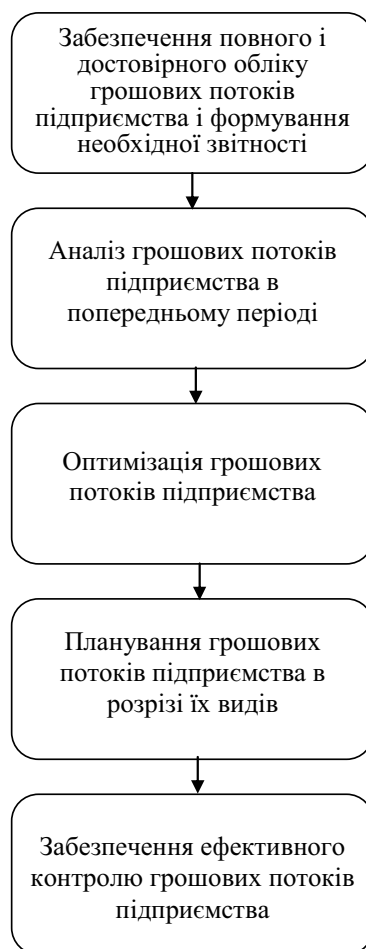 Забезпечення повного і
достовірного обліку
грошових потоків
підприємства і формування
необхідної звітності
Аналіз грошових потоків
підприємства в
попередньому періоді
Оптимізація грошових
потоків підприємства
Планування грошових
потоків підприємства в
розрізі їх видів
Забезпечення ефективного
контролю грошових потоків
підприємства